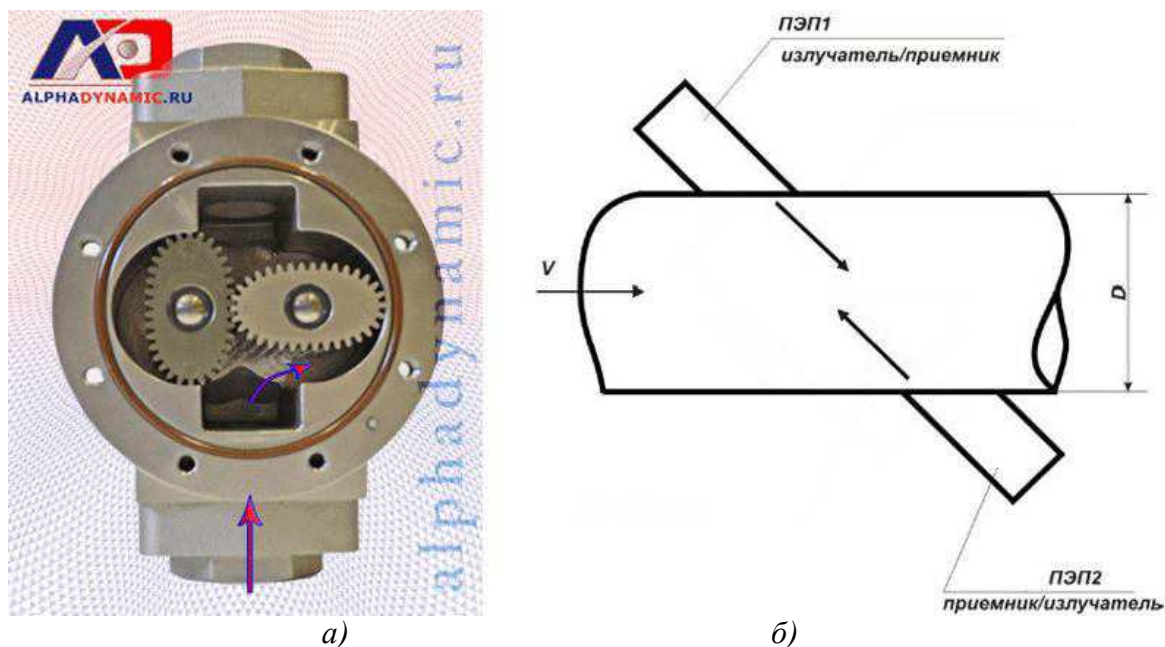 ALPHADYNAMIC.RU
alphadynamic.ru
а)
ПЭП1
излучатель/приемник
V
D
ПЭП2
приемник/излучатель
б)